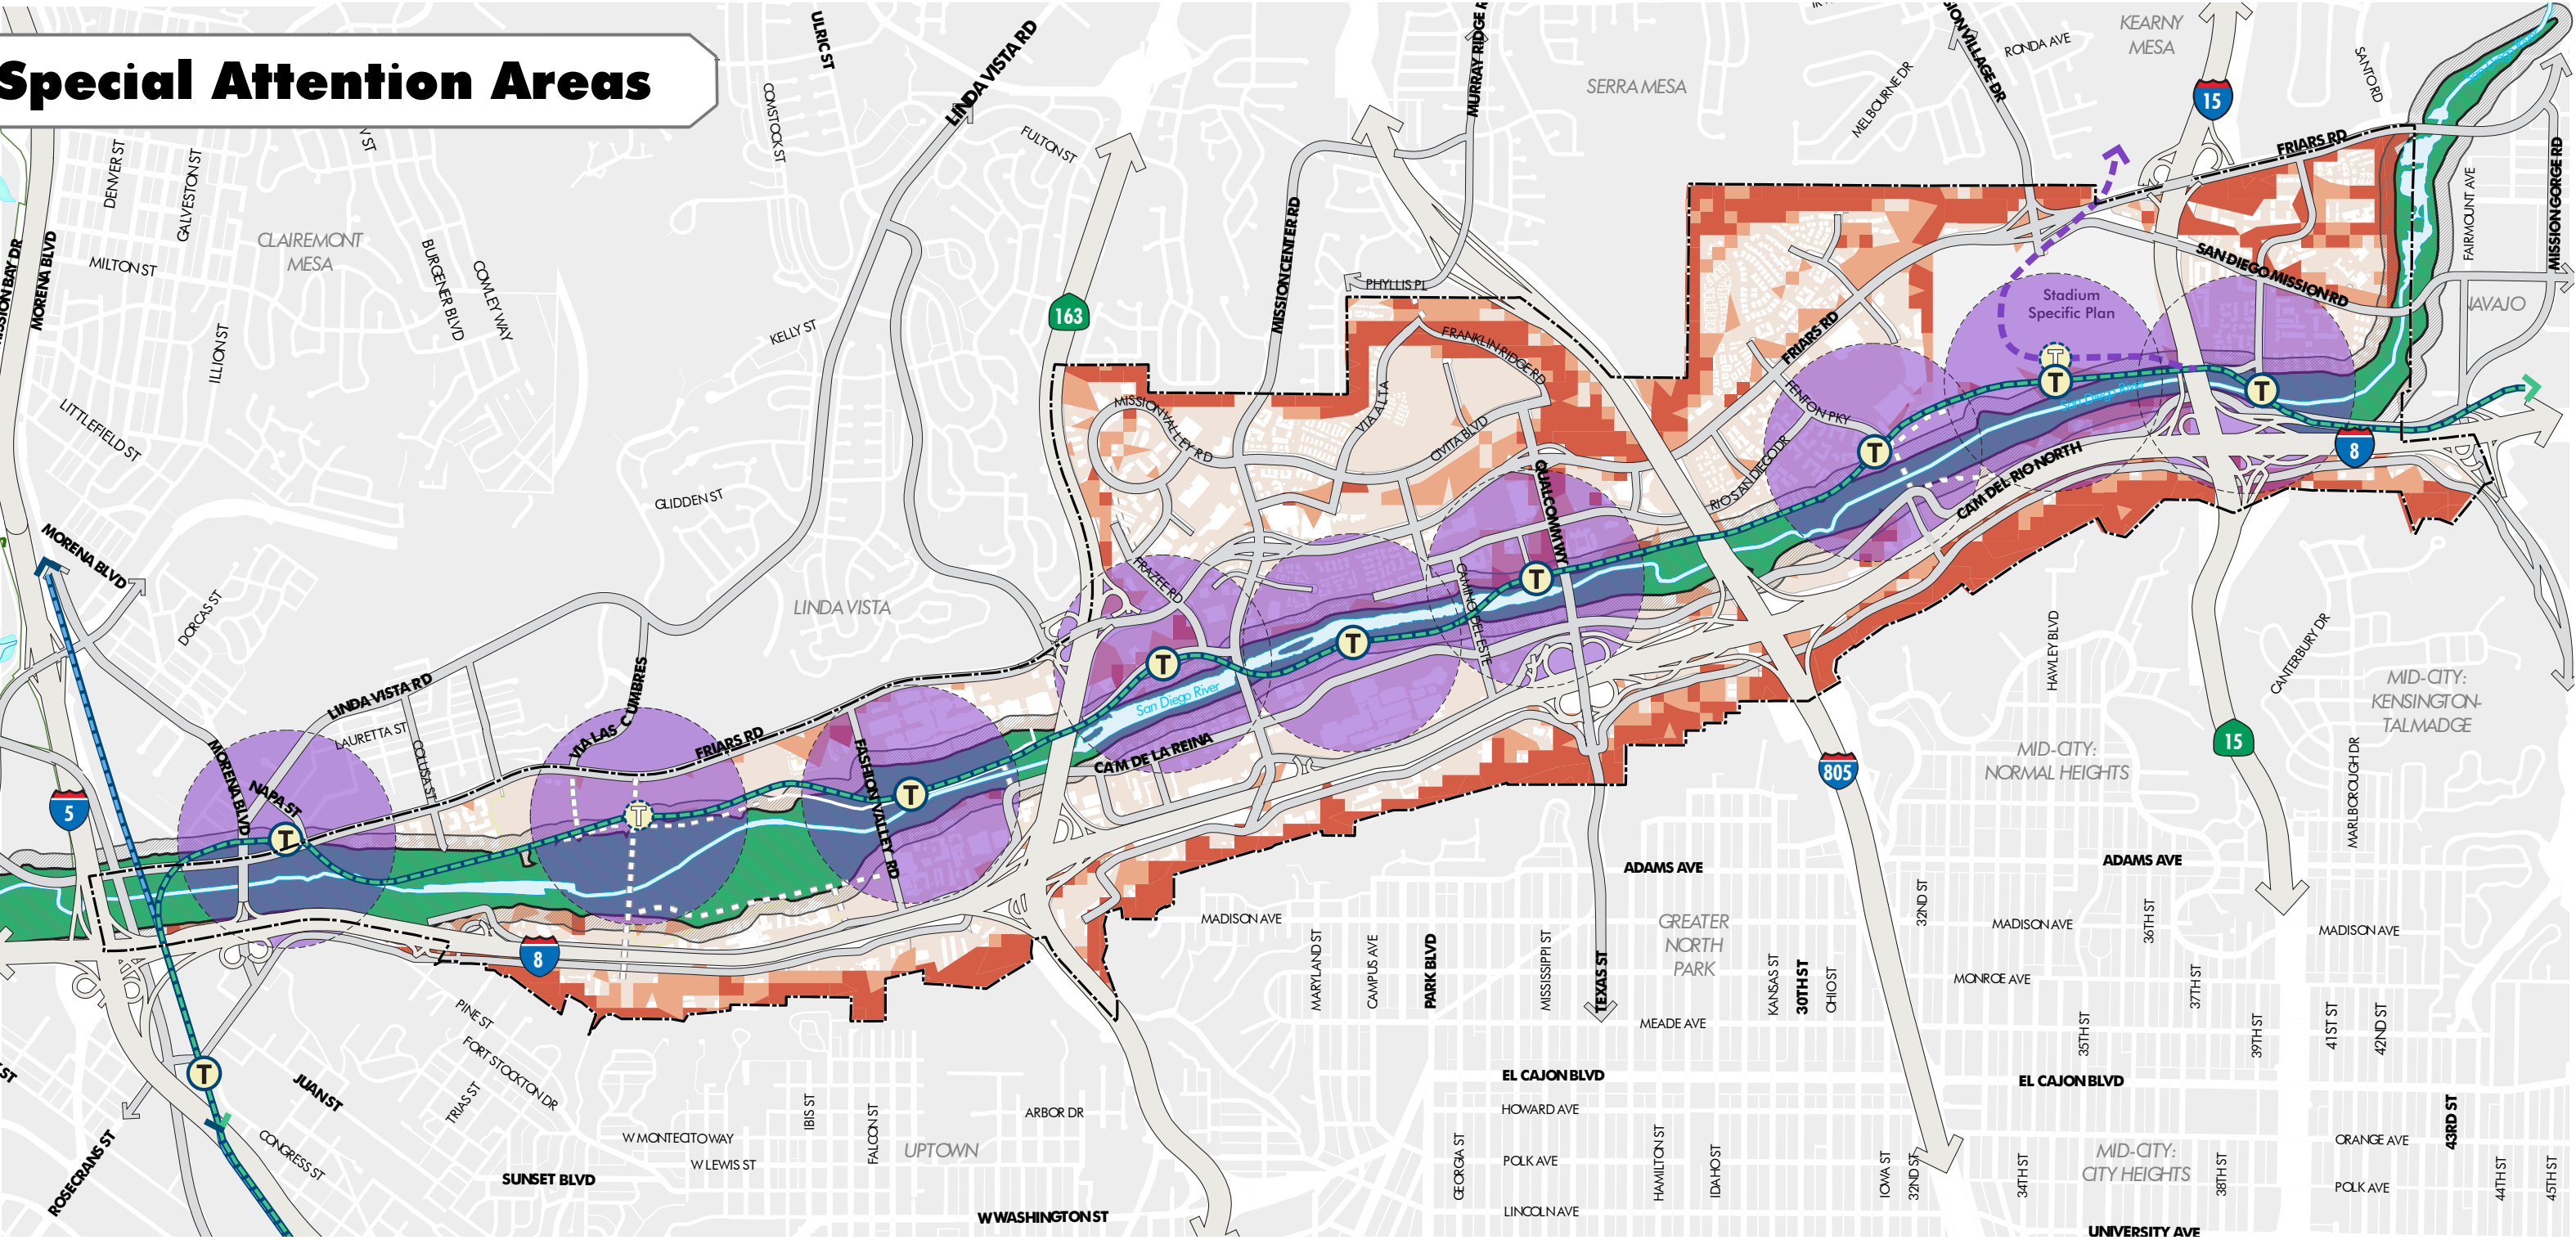 Special Attention Areas
ULRIC ST
LINDA VISTA RD
COMSTOCK ST
FULTON ST
MURRAY RIDGE R
SERRA MESA
MELBOURNE DR
RONDA AVE
KEARNY
MESA
15
SANTO RD
FRIARS RD
FAIRMOUNT AVE
MISSION GORGE RD
DENVER ST
GALVESTON ST
CLAIREMONT
MESA
MILTON ST
MORENA BLVD
BURGENER BLVD
COWLEY WAY
ILLION ST
KELLY ST
LITTLEFIELD ST
GLIDDEN ST
163
MISSION CENTER RD
PHYLLIS PL
FRANKLIN RIDGE RD
MISSION VALLEY RD
VIA ALTA
CIVITA BLVD
QUALCOMM WY
FRIARS RD
FENTON PKY
RIO SAN DIEGO DR
Stadium
Specific Plan
SAN DIEGO MISSION RD
NAVAJO
San Diego River
T
T
T
T
8
CAM DEL RIO NORTH
MORENA BLVD
DORCAS ST
LINDA VISTA
FRAZEE RD
CAMINO DEL ESTE
T
T
T
San Diego River
CAM DE LA REINA
LINDA VISTA RD
LAURETTA ST
COLUSA ST
VIA LAS CUMBRES
FRIARS RD
FASHION VALLEY RD
MORENA BLVD
NAPA ST
T
T
T
5
8
805
15
HAWLEY BLVD
CANTERBURY DR
MID-CITY:
KENSINGTON-
TALMADGE
MID-CITY:
NORMAL HEIGHTS
MARLBOROUGH DR
ADAMS AVE
ADAMS AVE
MADISON AVE
MARYLAND ST
CAMPUS AVE
PARK BLVD
MISSISSIPPI ST
TEXAS ST
GREATER
NORTH
PARK
KANSAS ST
30TH ST
OHIO ST
32ND ST
MADISON AVE
36TH ST
MADISON AVE
MONROE AVE
37TH ST
MEADE AVE
35TH ST
39TH ST
41ST ST
42ND ST
T
PINE ST
FORT STOCKTON DR
TRIAS ST
JUAN ST
CONGRESS ST
ROSECRANS ST
IBIS ST
FALCON ST
ARBOR DR
UPTOWN
W MONTECITO WAY
W LEWIS ST
SUNSET BLVD
W WASHINGTON ST
EL CAJON BLVD
EL CAJON BLVD
HOWARD AVE
GEORGIA ST
POLK AVE
HAMILTON ST
IDAHO ST
LINCOLN AVE
IOWA ST
32ND ST
34TH ST
MID-CITY:
CITY HEIGHTS
38TH ST
ORANGE AVE
43RD ST
POLK AVE
44TH ST
45TH ST
UNIVERSITY AVE